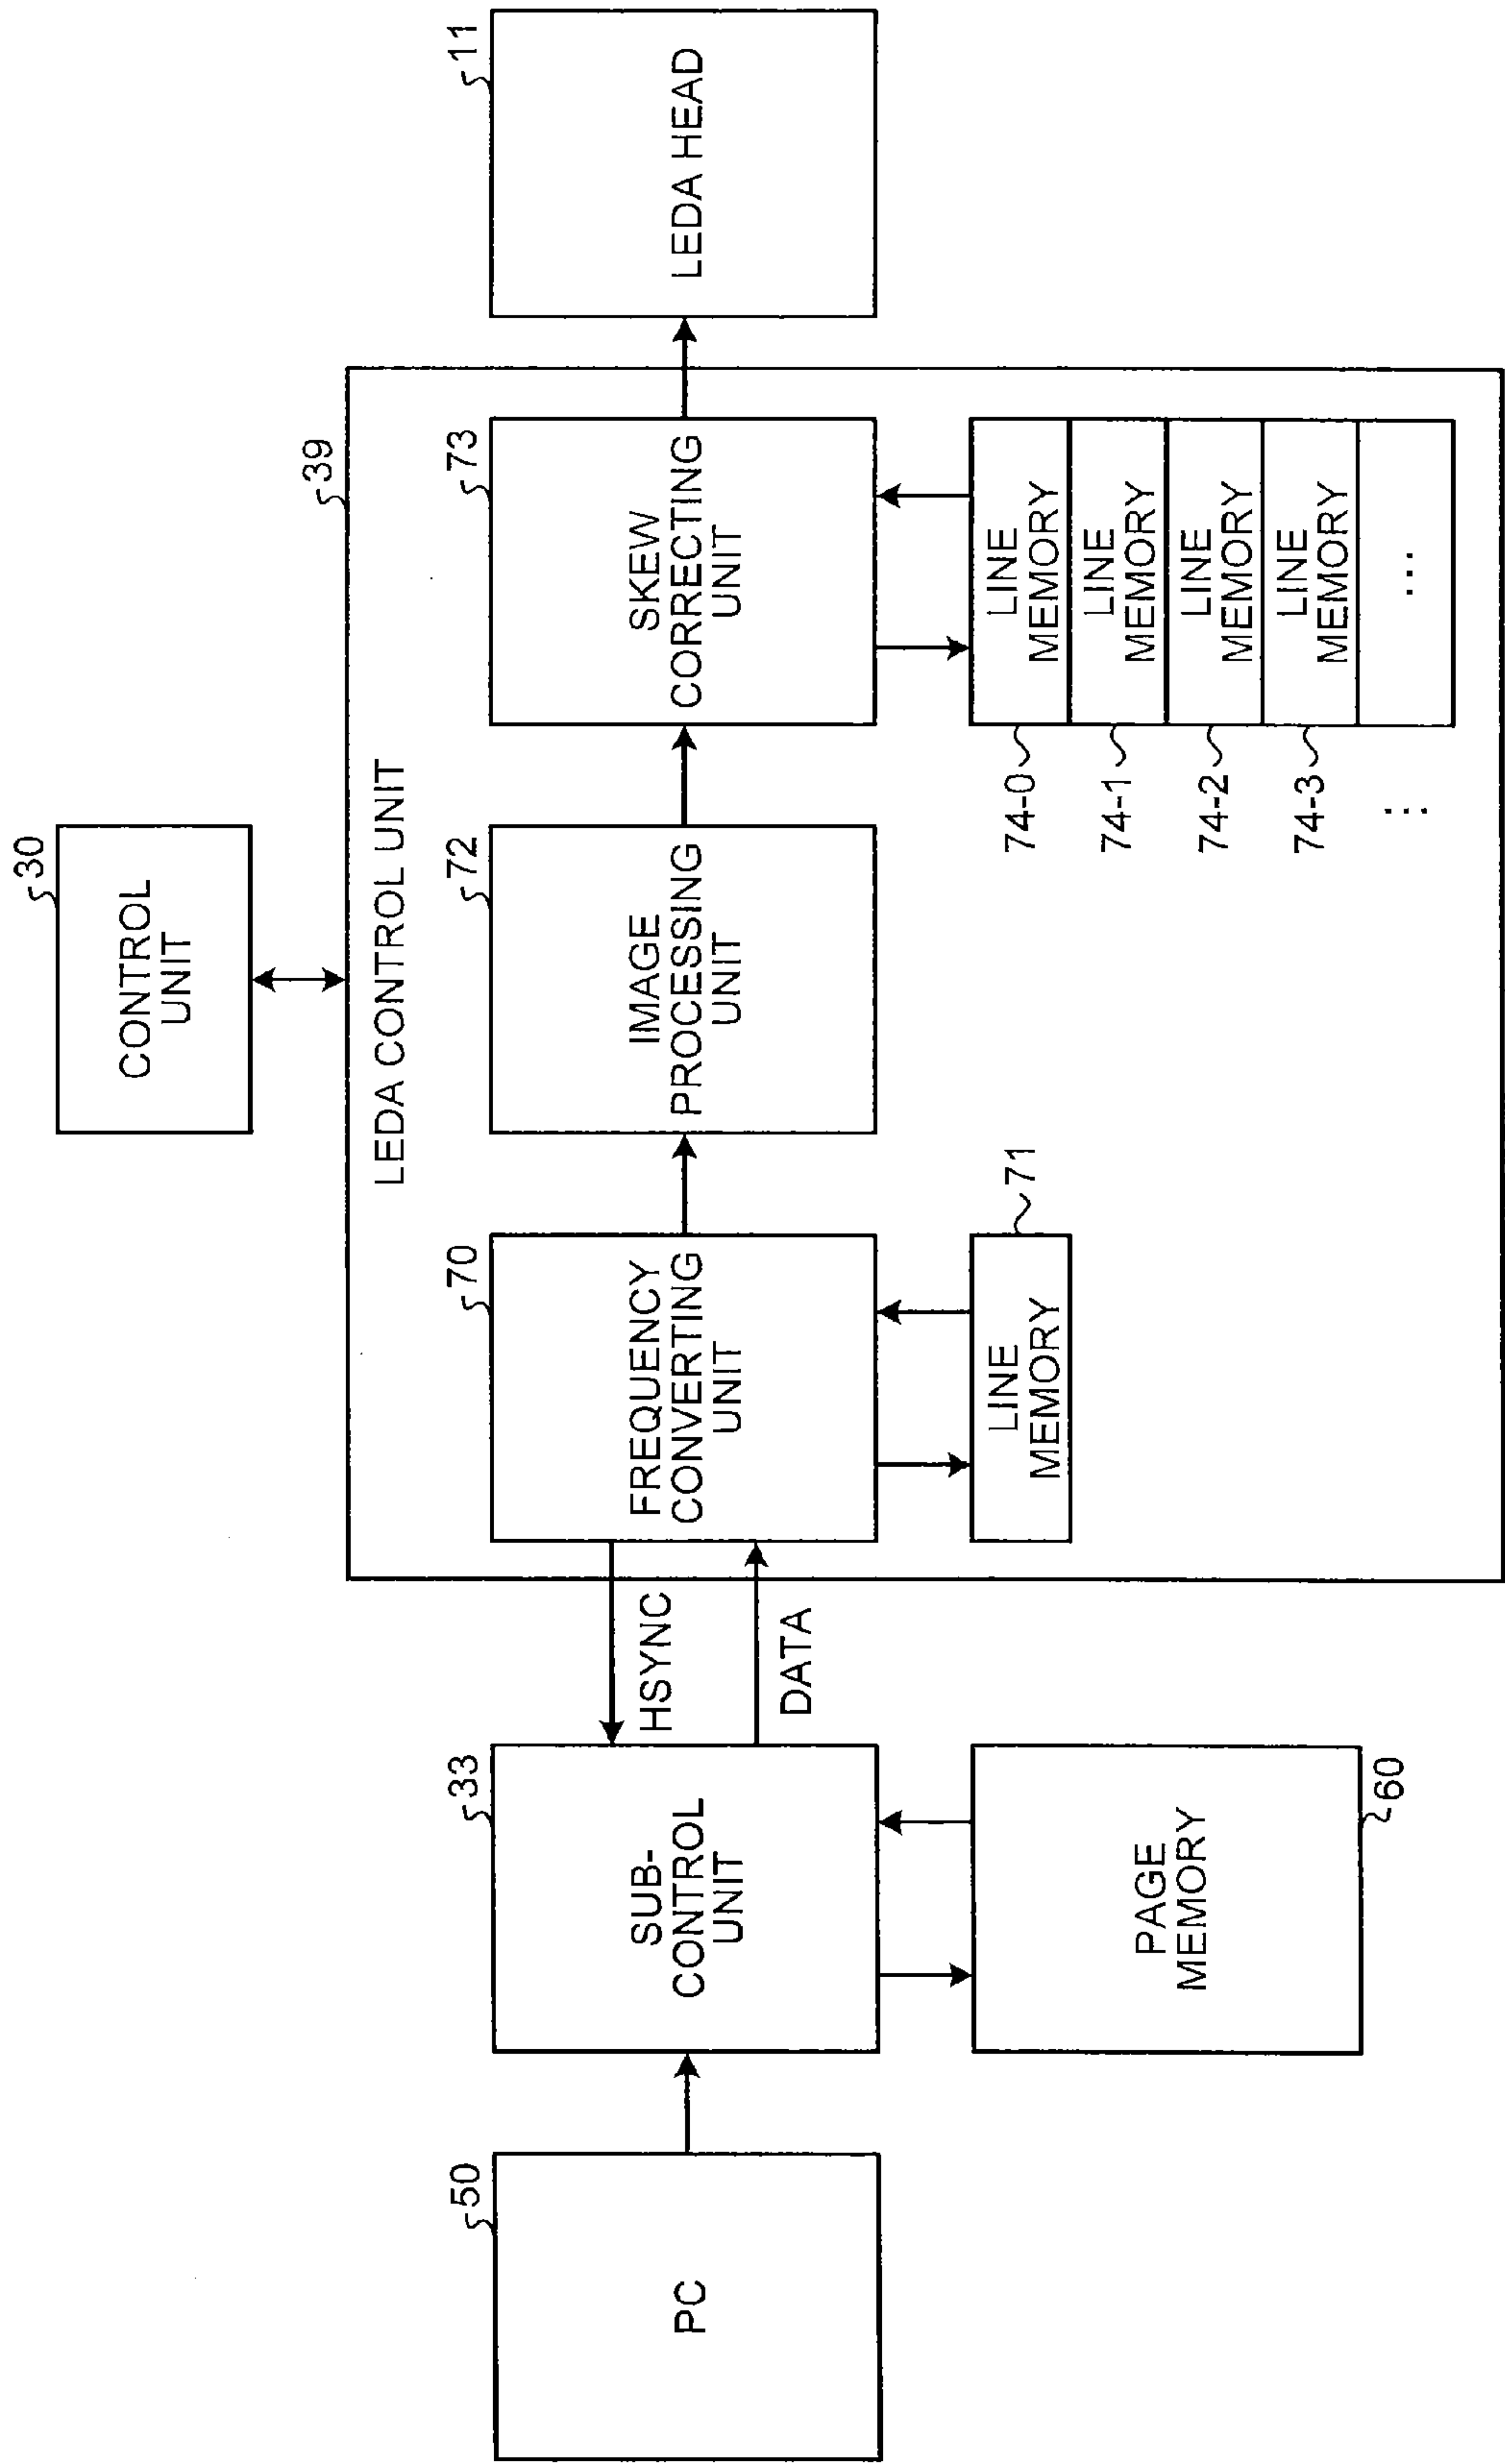 30
CONTROL
UNIT
39
LEDA CONTROL UNIT
50
PC
33
SUB-
CONTROL
UNIT
HSYNC
DATA
60
PAGE
MEMORY
70
FREQUENCY
CONVERTING
UNIT
71
LINE
MEMORY
72
IMAGE
PROCESSING
UNIT
73
SKEW
CORRECTING
UNIT
11
LEDA HEAD
74-0
LINE
MEMORY
74-1
LINE
MEMORY
74-2
LINE
MEMORY
74-3
LINE
MEMORY
⋮
...